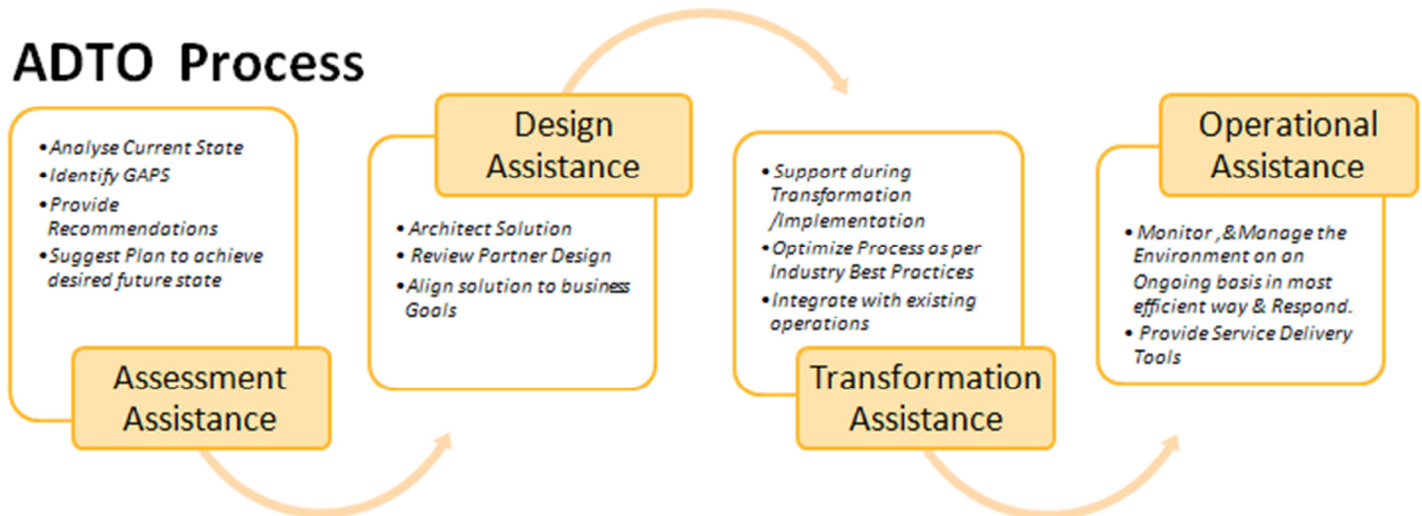 ADTO Process
• Analyse Current State
• Identify GAPS
• Provide
Recommendations
• Suggest Plan to achieve
desired future state
Assessment
Assistance
Design
Assistance
• Architect Solution
• Review Partner Design
• Align solution to business
Goals
• Support during
Transformation
/Implementation
• Optimize Process as per
Industry Best Practices
• Integrate with existing
operations
Transformation
Assistance
Operational
Assistance
• Monitor ,&Manage the
Environment on an
Ongoing basis in most
efficient way & Respond.
• Provide Service Delivery
Tools